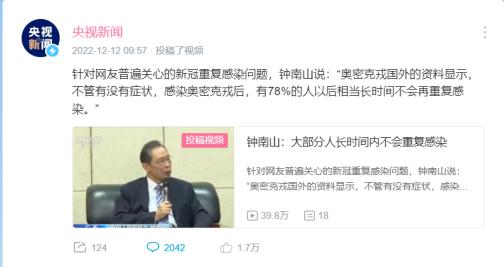 央视
新闻
央视新闻
2022-12-12 09:57 · 投稿了视频
针对网友普遍关心的新冠重复感染问题，钟南山说：“奥密克戎国外的资料显示，
不管有没有症状，感染奥密克戎后，有78%的人以后相当长时间不会再重复感
染。”
投稿视频
钟南山：大部分人长时间内不会重复感染
针对网友普遍关心的新冠重复感染问题，钟南山说：
“奥密克戎国外的资料显示，不管有没有症状，感染...
39.8万 18
124 2042 1.7万